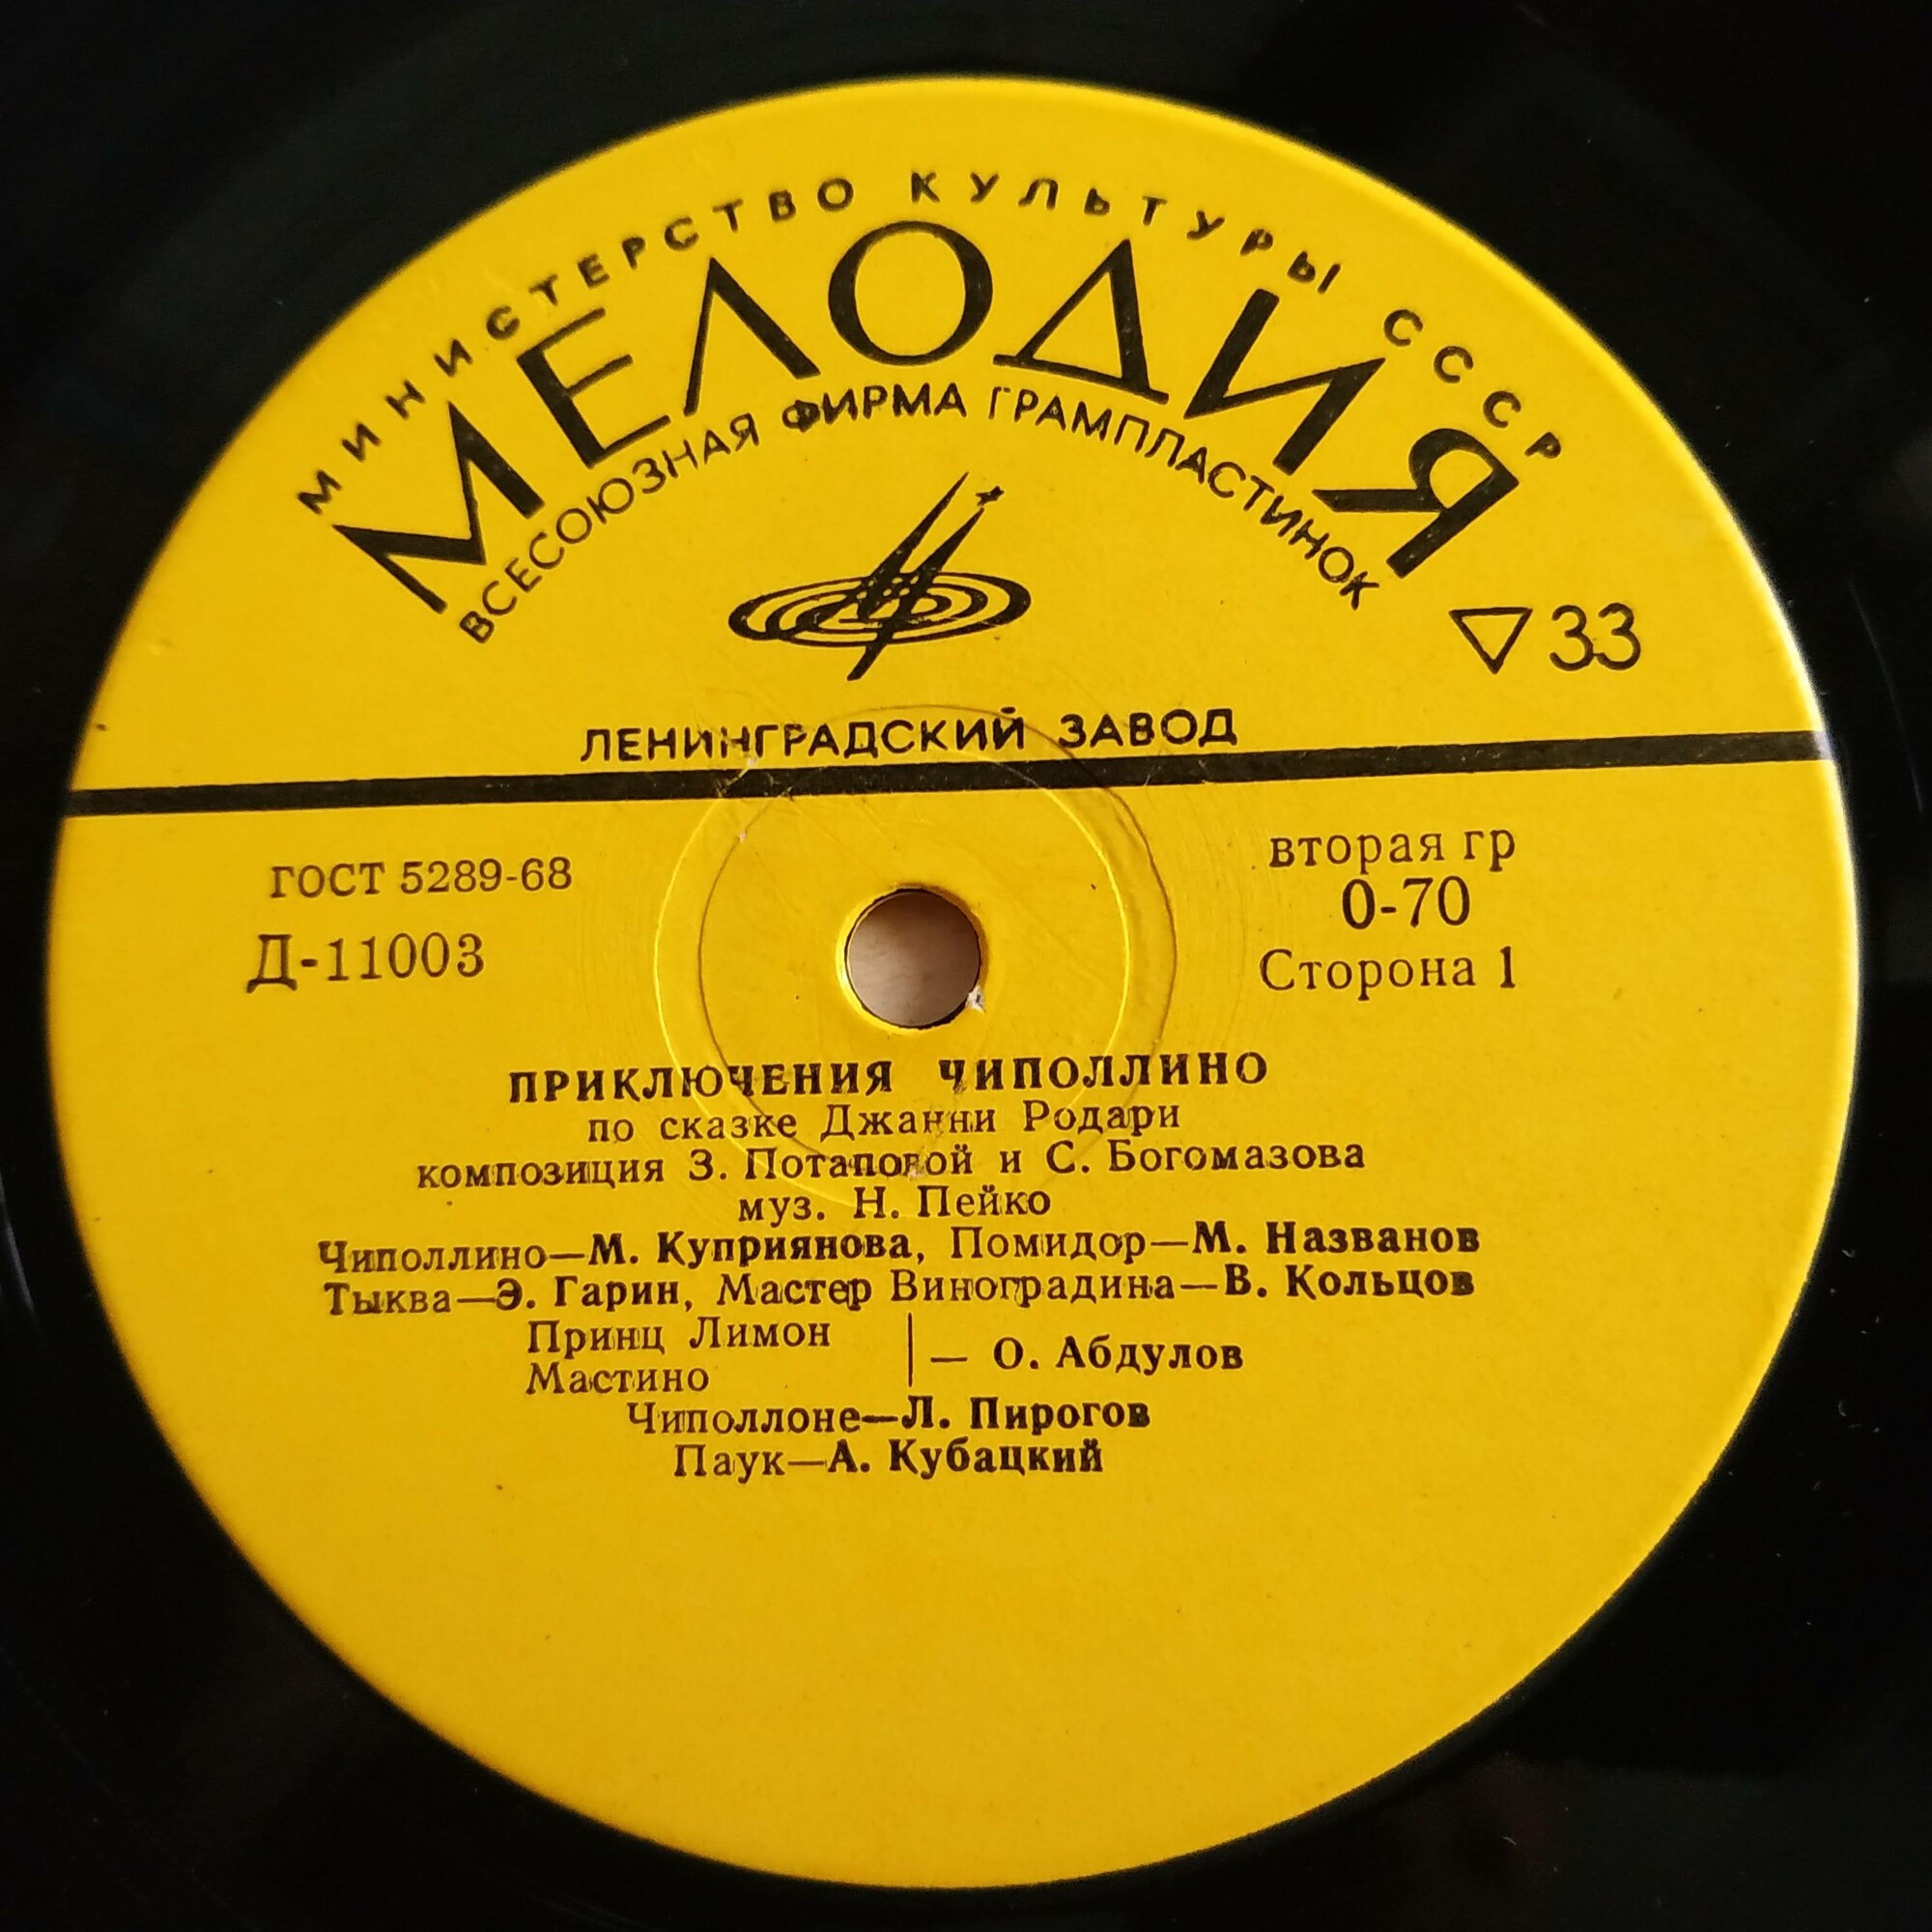 МИНИСТЕРСТВО КУЛЬТУРЫ СССР
МЕЛОДИЯ
ВСЕСОЮЗНАЯ ФИРМА ГРАМПЛАСТИНОК
▽ 33
ЛЕНИНГРАДСКИЙ ЗАВОД
ГОСТ 5289-68
Д-11003
вторая гр
0-70
Сторона 1
ПРИКЛЮЧЕНИЯ ЧИПОЛЛИНО
по сказке Джанни Родари
композиция З. Потаповой и С. Богомазова
муз. Н. Пейко
Чиполлино—М. Куприянова, Помидор—М. Названов
Тыква—Э. Гарин, Мастер Виноградина—В. Кольцов
Принц Лимон
Мастино
| — О. Абдулов
Чиполлоне—Л. Пирогов
Паук—А. Кубацкий